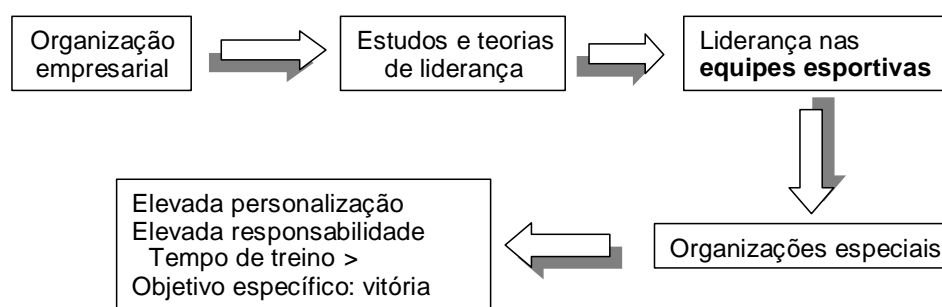 Organização
empresarial
Estudos e teorias
de liderança
Liderança nas
equipes esportivas
Organizações especiais
Elevada personalização
Elevada responsabilidade
Tempo de treino >
Objetivo específico: vitória